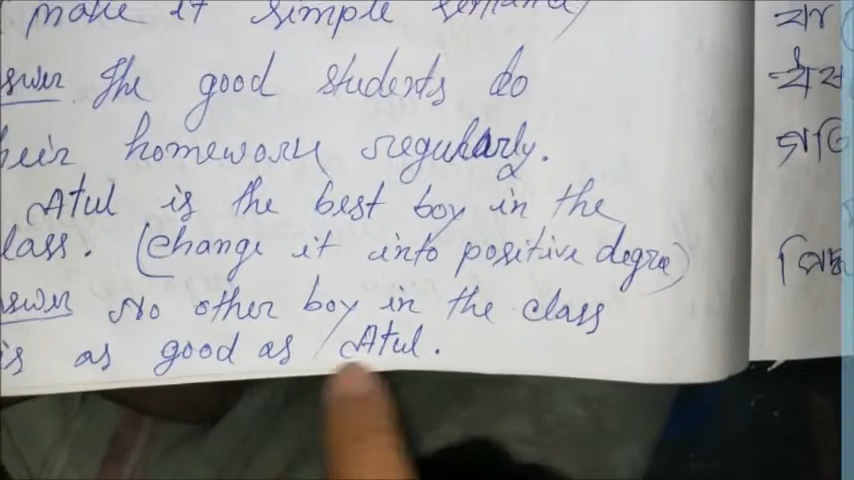 make it simple
swer The good students do
heir homework regularly.
Atul is the best boy in the
lass. (Change it into positive degree)
swer No other boy in the class
is as good as Atul.